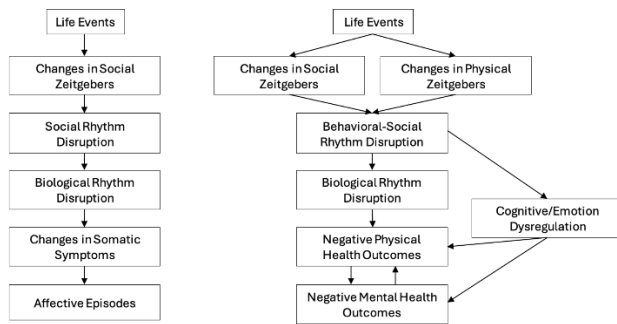 Life Events
Changes in Social
Zeitgebers
Social Rhythm
Disruption
Biological Rhythm
Disruption
Changes in Somatic
Symptoms
Affective Episodes
Life Events
Changes in Social
Zeitgebers
Changes in Physical
Zeitgebers
Behavioral-Social
Rhythm Disruption
Biological Rhythm
Disruption
Cognitive/Emotion
Dysregulation
Negative Physical
Health Outcomes
Negative Mental Health
Outcomes